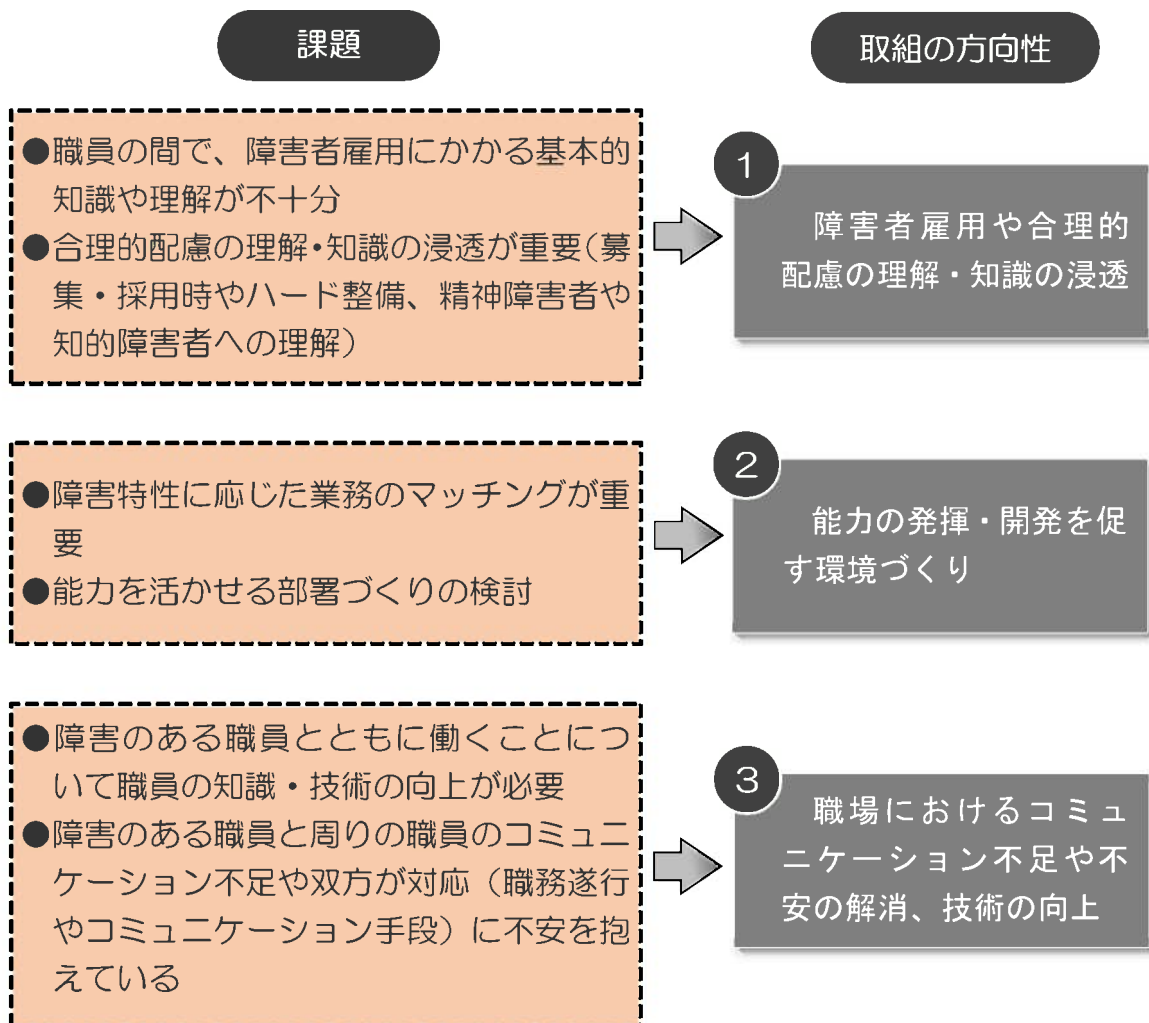 課題
取組の方向性
●職員の間で、障害者雇用にかかる基本的
知識や理解が不十分
●合理的配慮の理解・知識の浸透が重要(募
集・採用時やハード整備、精神障害者や
知的障害者への理解)
1
障害者雇用や合理的
配慮の理解・知識の浸透
●障害特性に応じた業務のマッチングが重
要
●能力を活かせる部署づくりの検討
2
能力の発揮・開発を促
す環境づくり
●障害のある職員とともに働くことにつ
いて職員の知識・技術の向上が必要
●障害のある職員と周りの職員のコミュニ
ケーション不足や双方が対応（職務遂行
やコミュニケーション手段）に不安を抱
えている
3
職場におけるコミュ
ニケーション不足や不
安の解消、技術の向上